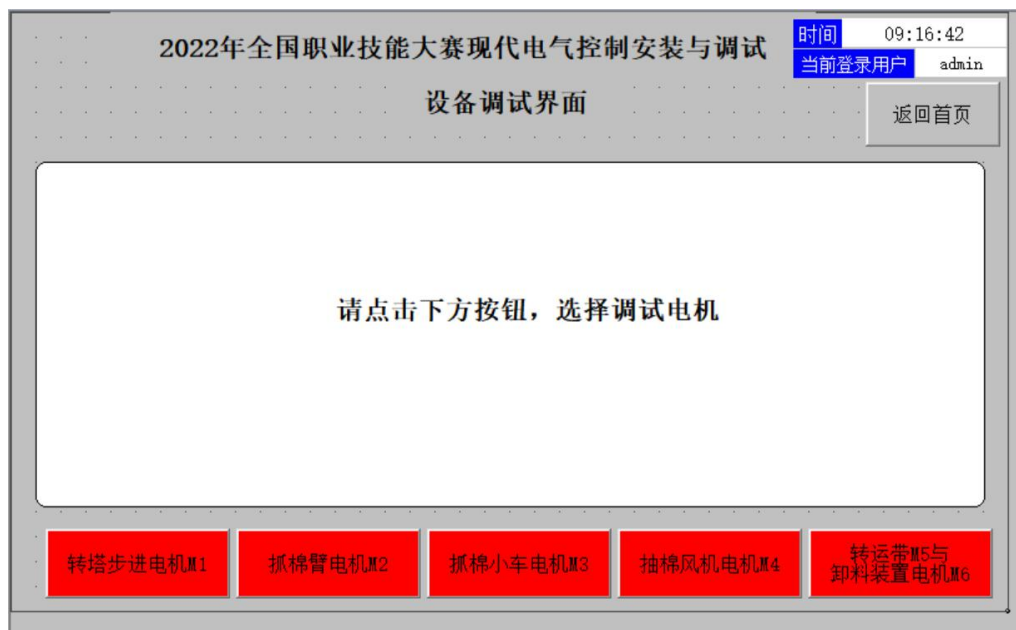 2022年全国职业技能大赛现代电气控制安装与调试
时间 09:16:42
当前登录用户 admin
设备调试界面
返回首页
请点击下方按钮，选择调试电机
转塔步进电机M1
抓棉臂电机M2
抓棉小车电机M3
抽棉风机电机M4
转运带M5与
卸料装置电机M6